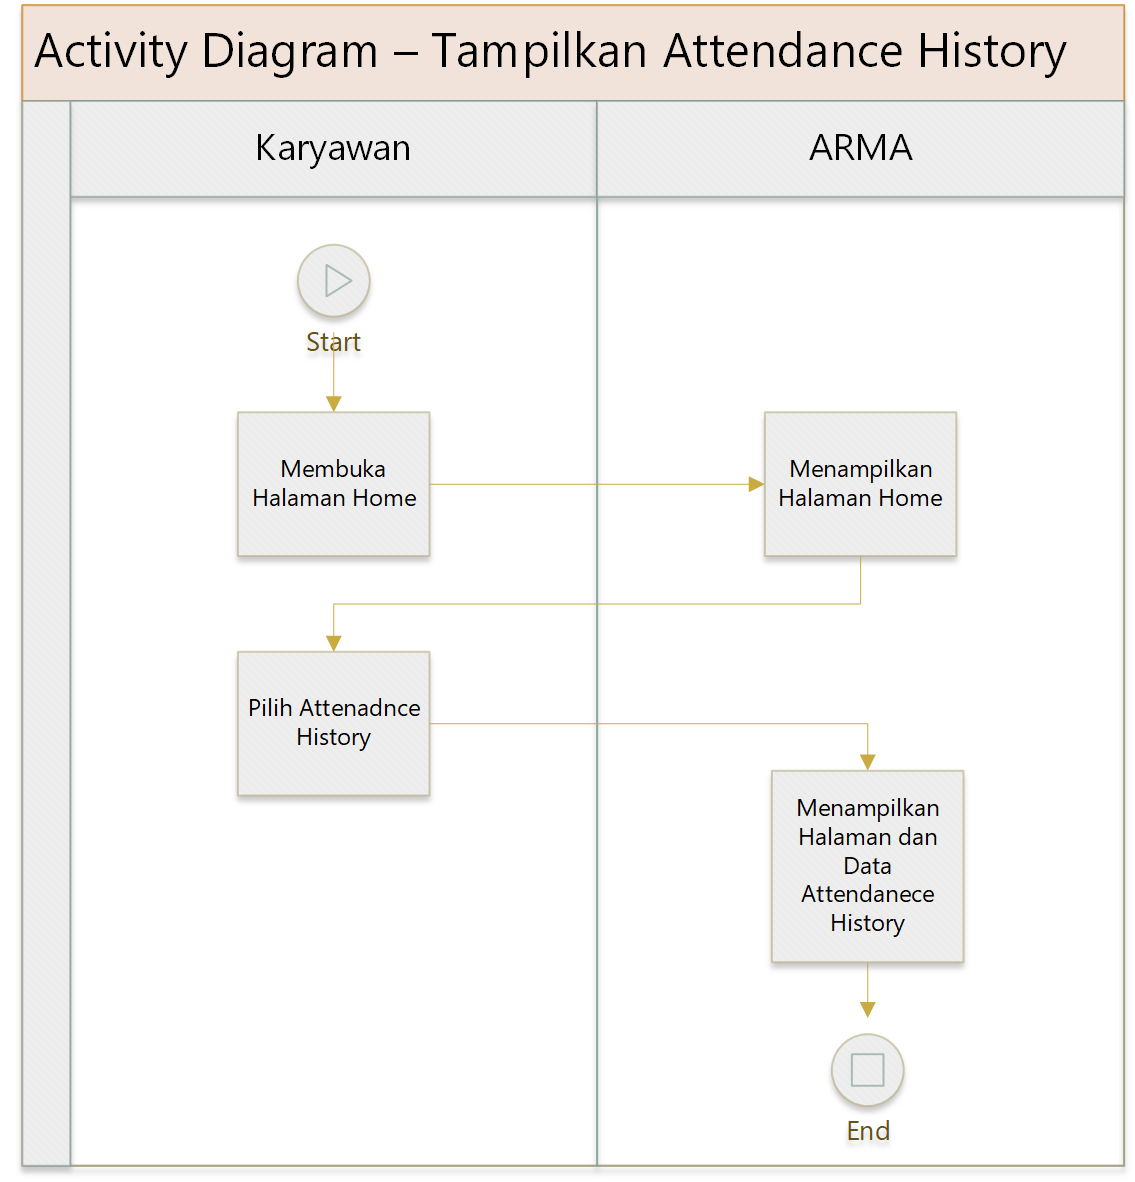 Activity Diagram – Tampilkan Attendance History
Karyawan
ARMA
Start
Membuka
Halaman Home
Menampilkan
Halaman Home
Pilih Attenadnce
History
Menampilkan
Halaman dan
Data
Attendanece
History
End